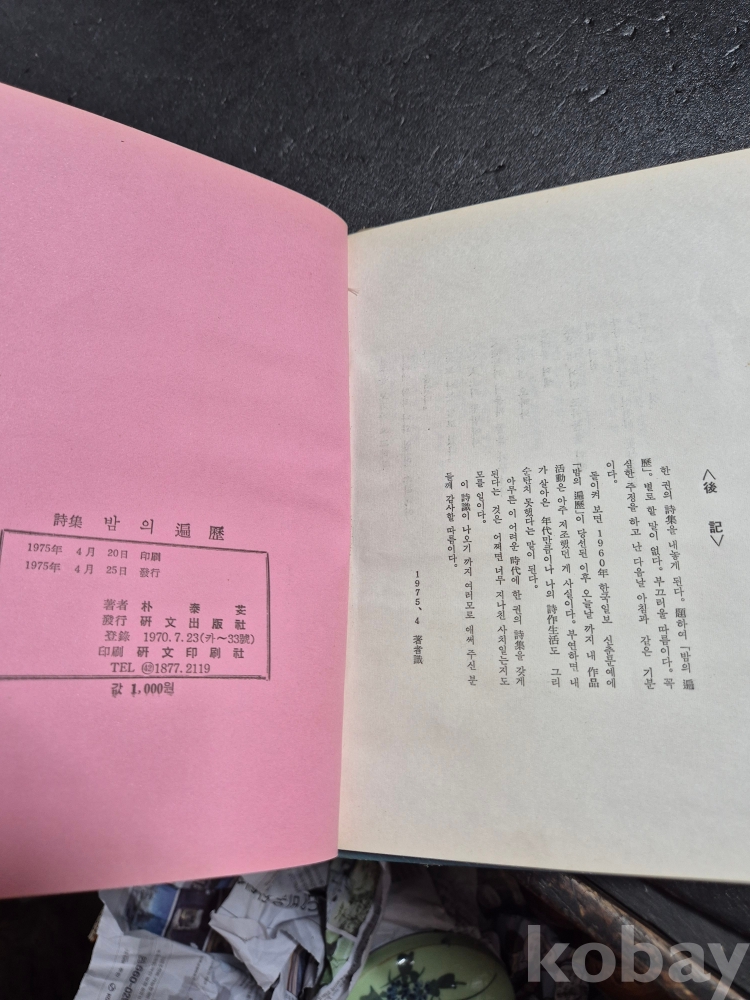 詩集 밤 의 遍 歷
1975年 4月 20日 印刷
1975年 4月 25日 發行
著者 朴 泰
發行 硏文出版社
登錄 1970.7.23(카~33號)
印刷 硏文印刷社
TEL ㊷1877.2119
값 1,000원
<後 記>
한 권의 詩集을 내놓게 된다. 題하여 「밤의 遍
歷」. 별로 할 말이 없다. 부끄러울 따름이다. 꼭
실한 주정을 하고 난 다음날 아침과 같은 기분
이다.
돌이켜 보면 1960年 한국일보 신춘문예에
「밤의 遍歷」이 당선된 이후 오늘날까지 내 作品
活動은 아주 저조했던 게 사실이다. 부연하면 내
가 살아온 年代만큼이나 나의 詩作生活도 그리
순탄치 못했다는 말이 된다.
아무튼 이 어려운 時代에 한 권의 詩集을 갖게
된다는 것은 어쩌면 너무 지나친 사치일는지도
모를 일이다.
이 詩誠이 나오기까지 여러모로 애써 주신 분
들께 감사할 따름이다.
1975、4 著者識
kobay